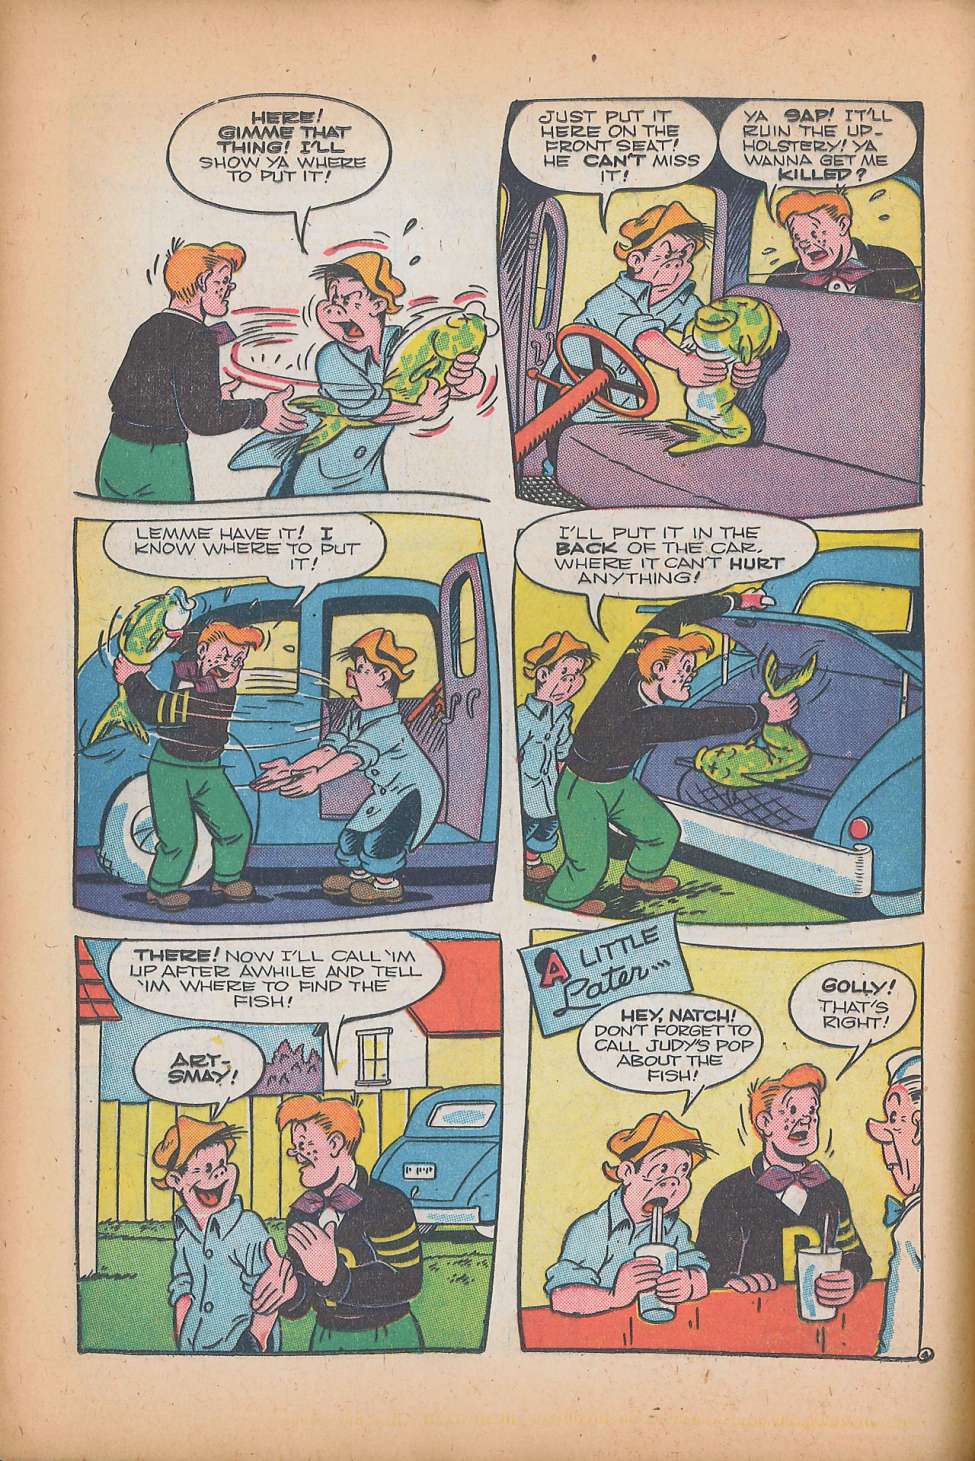 HERE!
GIMME THAT
THING! I'LL
SHOW YA WHERE
TO PUT IT!
JUST PUT IT
HERE ON THE
FRONT SEAT!
HE CAN'T MISS
IT!
YA SAP! IT'LL
RUIN THE UP-
HOLSTERY! YA
WANNA GET ME
KILLED?
LEMME HAVE IT! I
KNOW WHERE TO PUT
IT!
I'LL PUT IT IN THE
BACK OF THE CAR,
WHERE IT CAN'T HURT
ANYTHING!
THERE! NOW I'LL CALL 'IM
UP AFTER AWHILE AND TELL
'IM WHERE TO FIND THE
FISH!
ART-
SMAY!
A LITTLE
Later...
HEY, NATCH!
DON'T FORGET TO
CALL JUDY'S POP
ABOUT THE
FISH!
GOLLY!
THAT'S
RIGHT!
4